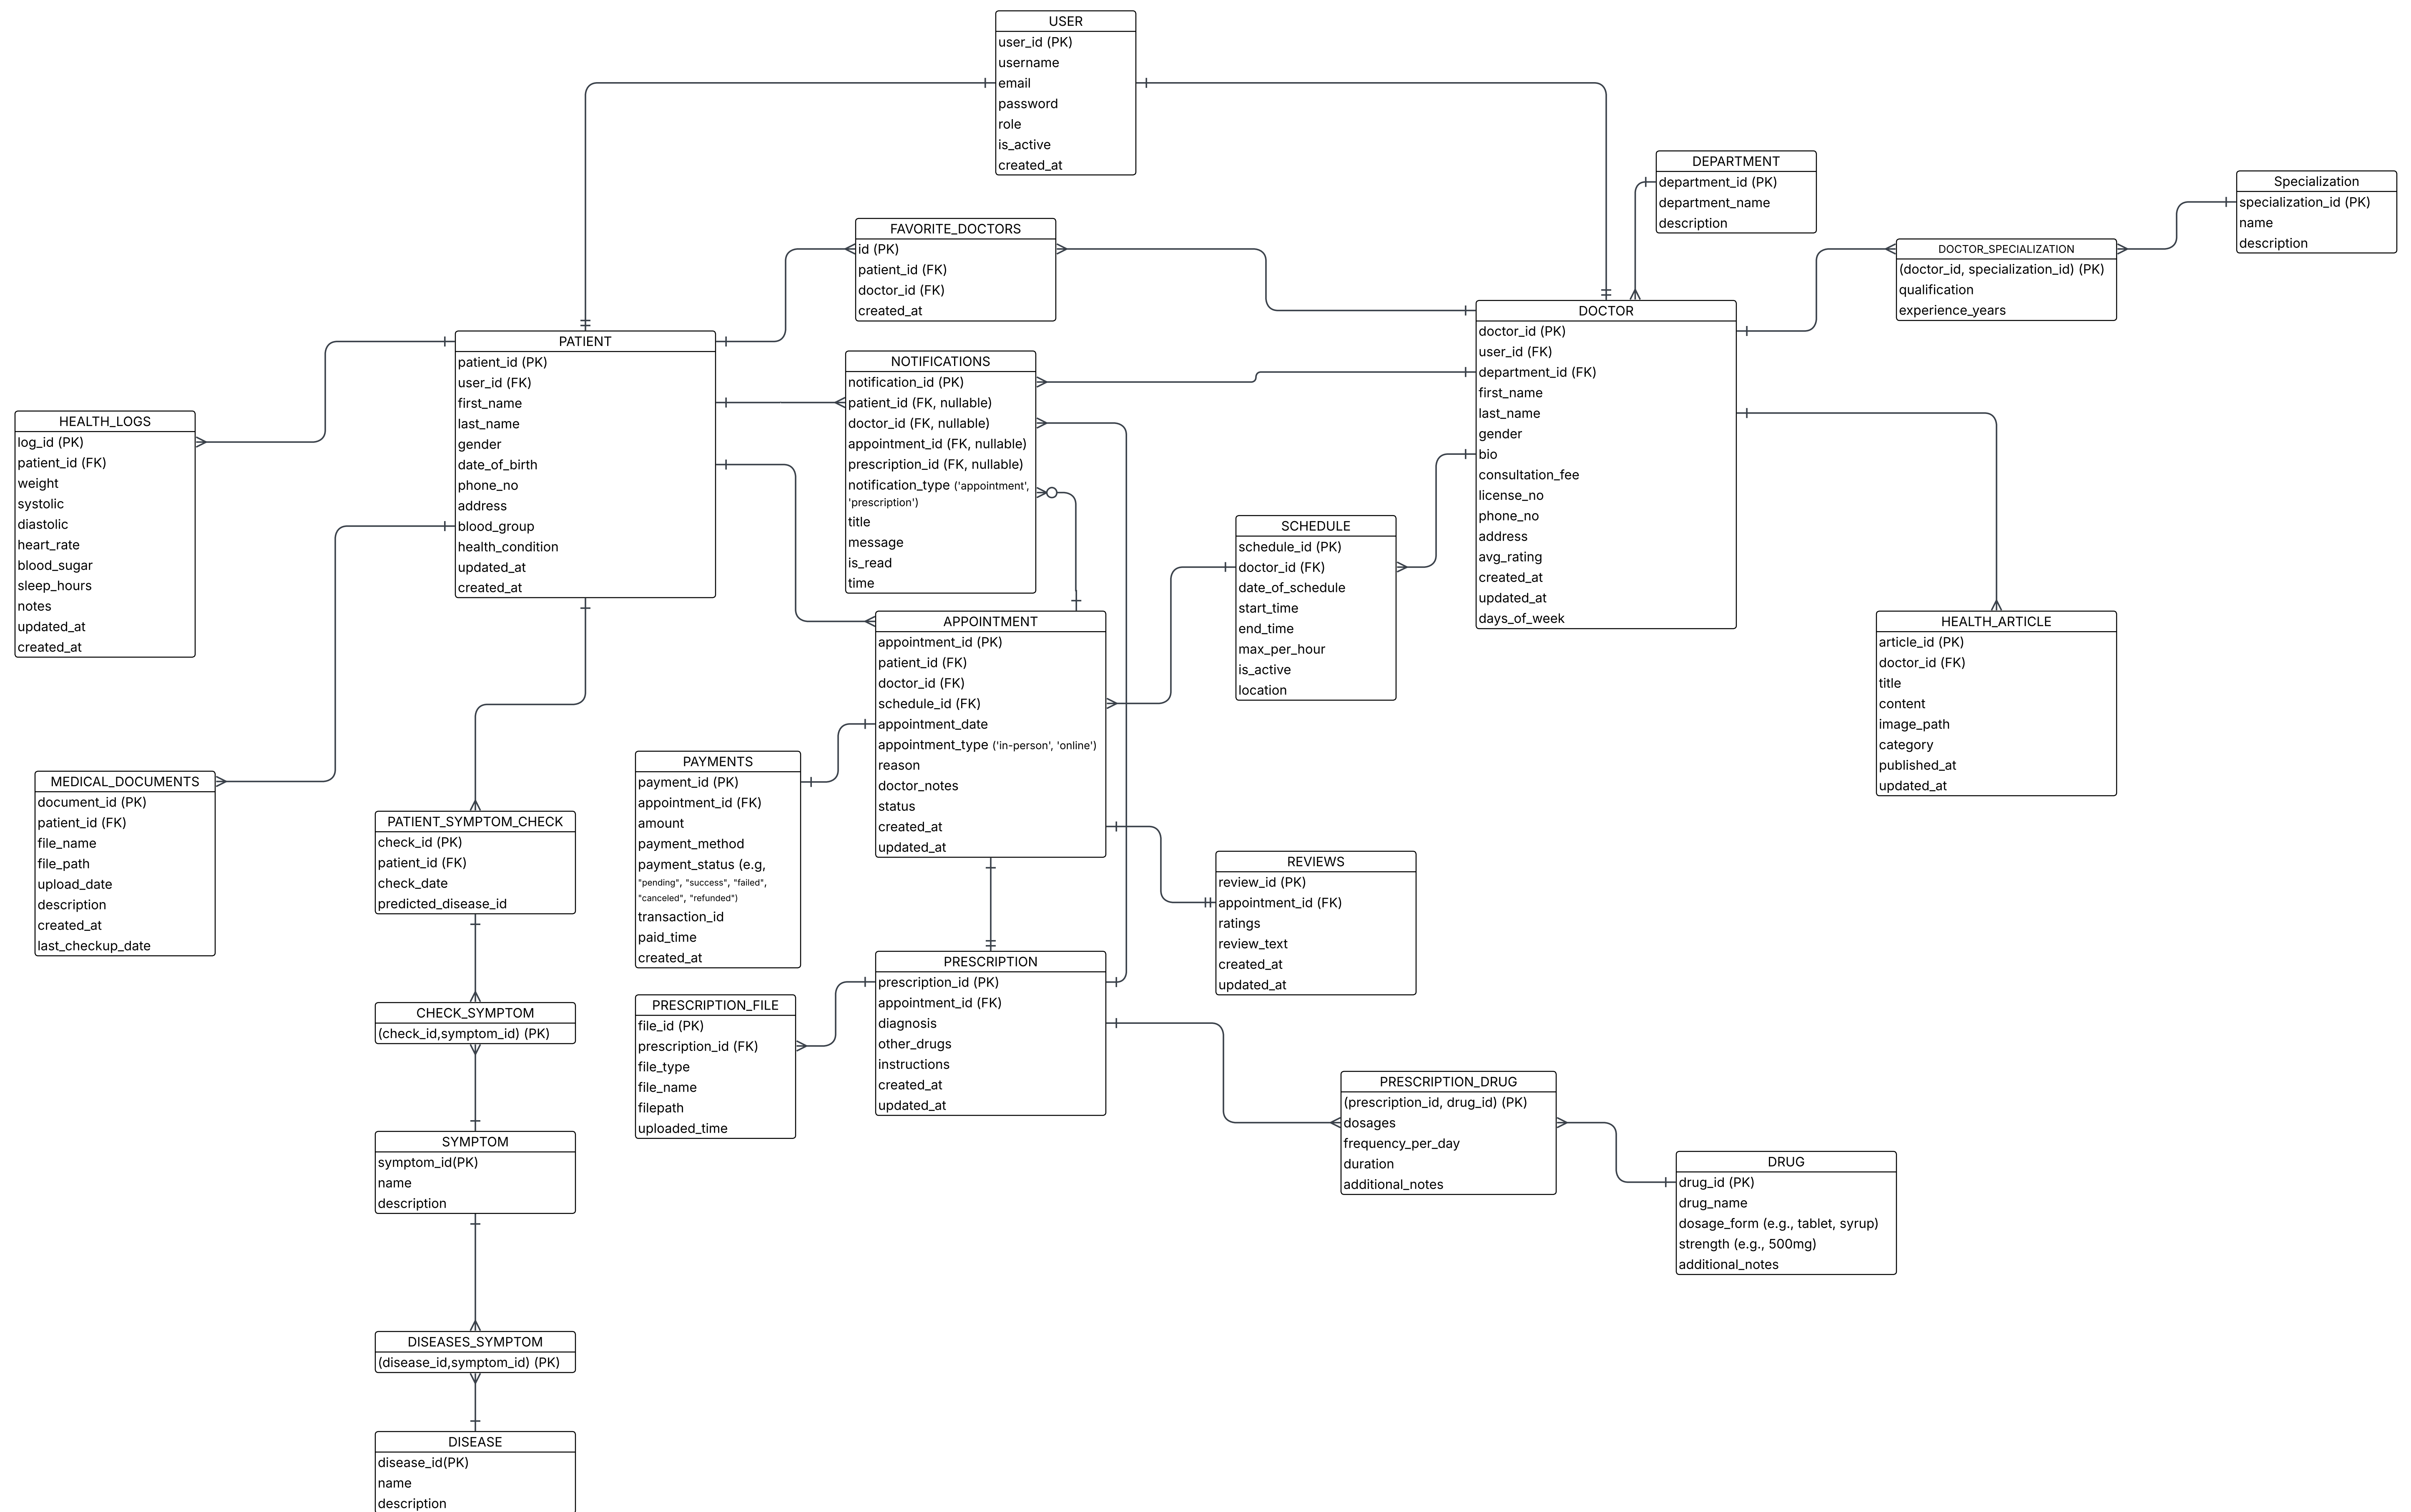 USER
user_id (PK)
username
email
password
role
is_active
created_at
DEPARTMENT
department_id (PK)
department_name
description
Specialization
specialization_id (PK)
name
description
FAVORITE_DOCTORS
id (PK)
patient_id (FK)
doctor_id (FK)
created_at
DOCTOR_SPECIALIZATION
(doctor_id, specialization_id) (PK)
qualification
experience_years
DOCTOR
doctor_id (PK)
user_id (FK)
department_id (FK)
first_name
last_name
gender
bio
consultation_fee
license_no
phone_no
address
avg_rating
created_at
updated_at
days_of_week
PATIENT
patient_id (PK)
user_id (FK)
first_name
last_name
gender
date_of_birth
phone_no
address
blood_group
health_condition
updated_at
created_at
NOTIFICATIONS
notification_id (PK)
patient_id (FK, nullable)
doctor_id (FK, nullable)
appointment_id (FK, nullable)
prescription_id (FK, nullable)
notification_type ('appointment',
'prescription')
title
message
is_read
time
HEALTH_LOGS
log_id (PK)
patient_id (FK)
weight
systolic
diastolic
heart_rate
blood_sugar
sleep_hours
notes
updated_at
created_at
SCHEDULE
schedule_id (PK)
doctor_id (FK)
date_of_schedule
start_time
end_time
max_per_hour
is_active
location
APPOINTMENT
appointment_id (PK)
patient_id (FK)
doctor_id (FK)
schedule_id (FK)
appointment_date
appointment_type ('in-person', 'online')
reason
doctor_notes
status
created_at
updated_at
HEALTH_ARTICLE
article_id (PK)
doctor_id (FK)
title
content
image_path
category
published_at
updated_at
PAYMENTS
payment_id (PK)
appointment_id (FK)
amount
payment_method
payment_status (e.g,
"pending", "success", "failed",
"canceled", "refunded")
transaction_id
paid_time
created_at
MEDICAL_DOCUMENTS
document_id (PK)
patient_id (FK)
file_name
file_path
upload_date
description
created_at
last_checkup_date
PATIENT_SYMPTOM_CHECK
check_id (PK)
patient_id (FK)
check_date
predicted_disease_id
REVIEWS
review_id (PK)
appointment_id (FK)
ratings
review_text
created_at
updated_at
PRESCRIPTION
prescription_id (PK)
appointment_id (FK)
diagnosis
other_drugs
instructions
created_at
updated_at
PRESCRIPTION_FILE
file_id (PK)
prescription_id (FK)
file_type
file_name
filepath
uploaded_time
CHECK_SYMPTOM
(check_id,symptom_id) (PK)
PRESCRIPTION_DRUG
(prescription_id, drug_id) (PK)
dosages
frequency_per_day
duration
additional_notes
SYMPTOM
symptom_id(PK)
name
description
DRUG
drug_id (PK)
drug_name
dosage_form (e.g., tablet, syrup)
strength (e.g., 500mg)
additional_notes
DISEASES_SYMPTOM
(disease_id,symptom_id) (PK)
DISEASE
disease_id(PK)
name
description